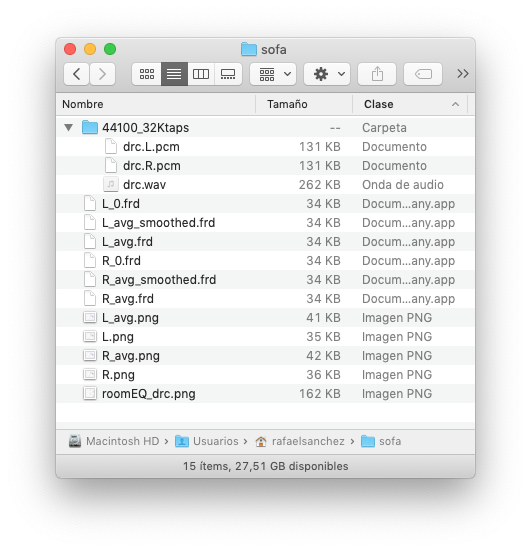 sofa
Nombre Tamaño Clase
44100_32Ktaps -- Carpeta
drc.L.pcm 131 KB Documento
drc.R.pcm 131 KB Documento
drc.wav 262 KB Onda de audio
L_0.frd 34 KB Docum...any.app
L_avg_smoothed.frd 34 KB Docum...any.app
L_avg.frd 34 KB Docum...any.app
R_0.frd 34 KB Docum...any.app
R_avg_smoothed.frd 34 KB Docum...any.app
R_avg.frd 34 KB Docum...any.app
L_avg.png 41 KB Imagen PNG
L.png 35 KB Imagen PNG
R_avg.png 42 KB Imagen PNG
R.png 36 KB Imagen PNG
roomEQ_drc.png 162 KB Imagen PNG
Macintosh HD › Usuarios › rafaelsanchez › sofa
15 ítems, 27,51 GB disponibles